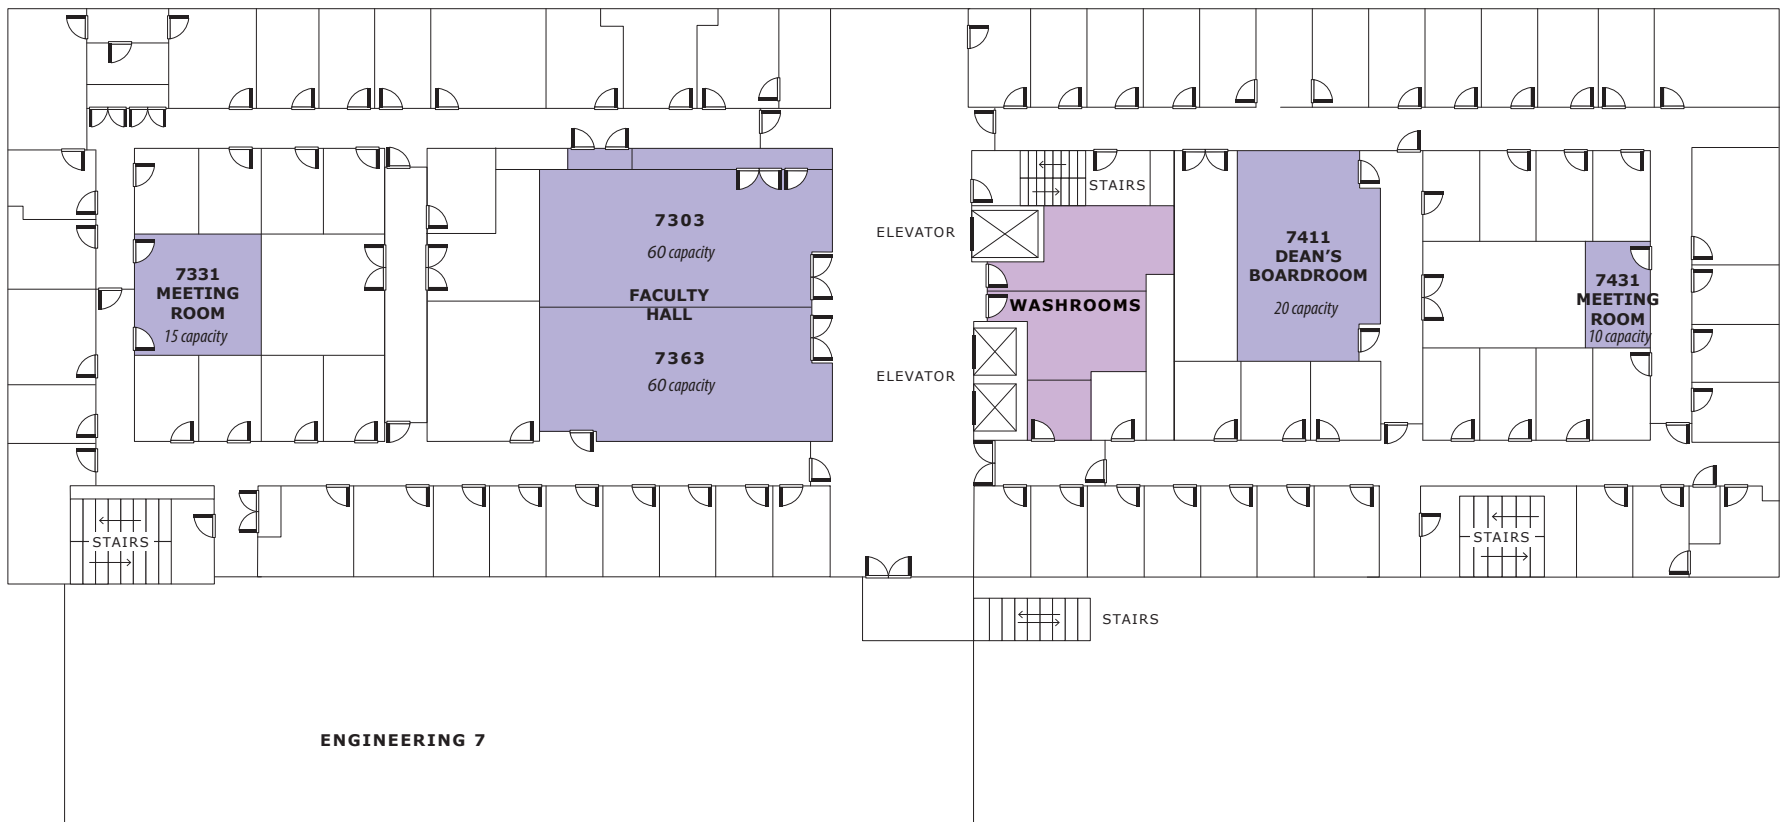 7303
60 capacity
FACULTY
HALL
7363
60 capacity
7331
MEETING
ROOM
15 capacity
ELEVATOR
ELEVATOR
STAIRS
WASHROOMS
7411
DEAN'S
BOARDROOM
20 capacity
7431
MEETING
ROOM
10 capacity
STAIRS
STAIRS
STAIRS
ENGINEERING 7